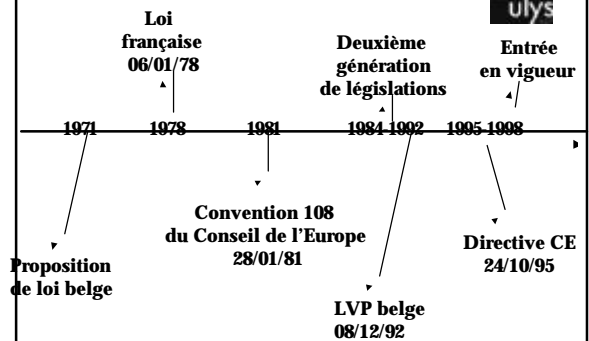 ulys
Loi
française
06/01/78
Deuxième
génération
de législations
Entrée
en vigueur
1971
1978
1981
1984-1992
1995-1998
Convention 108
du Conseil de l'Europe
28/01/81
Directive CE
24/10/95
Proposition
de loi belge
LVP belge
08/12/92